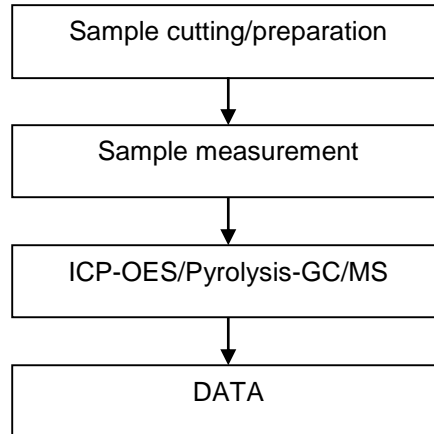 Sample cutting/preparation
Sample measurement
ICP-OES/Pyrolysis-GC/MS
DATA